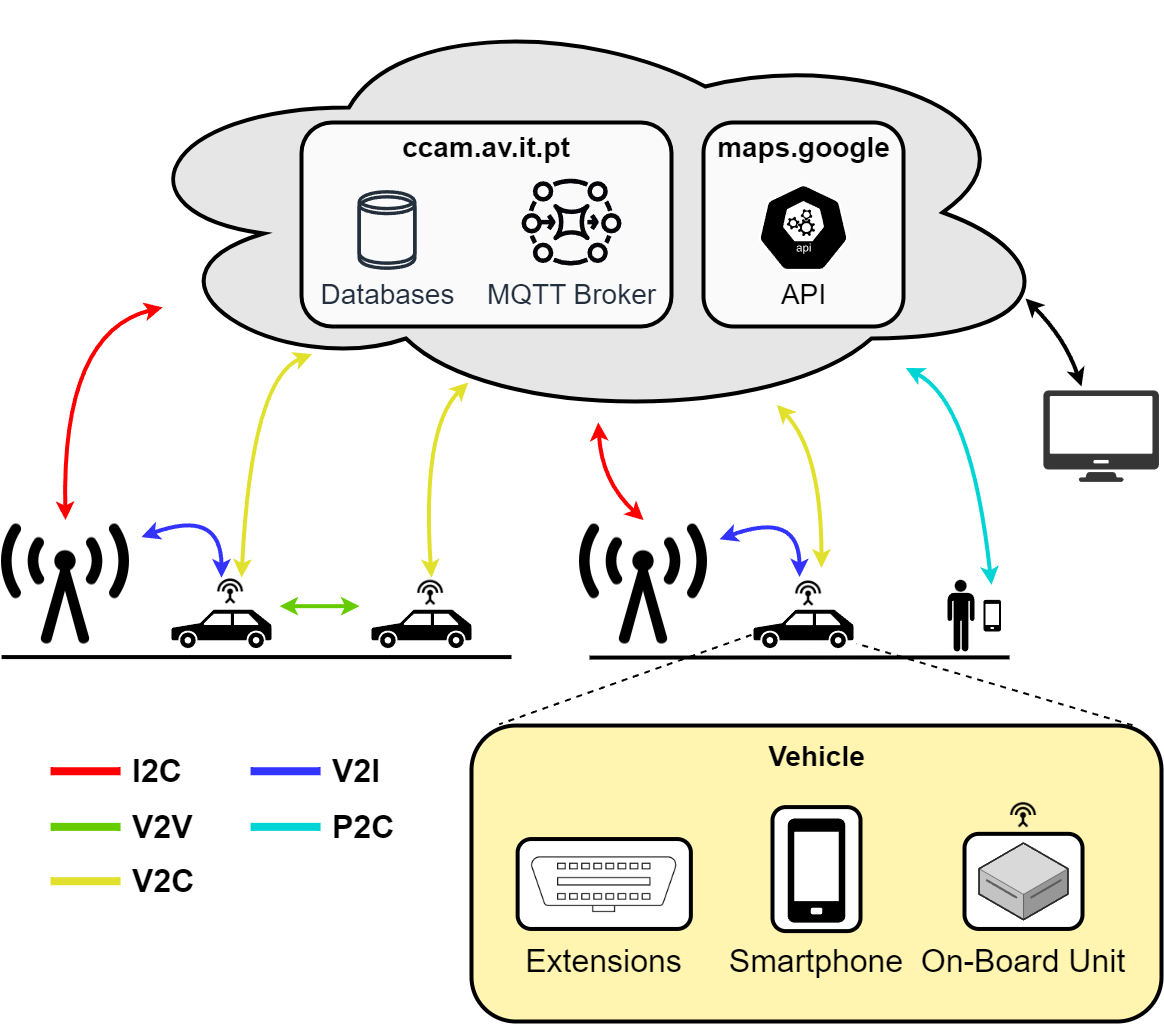 ccam.av.it.pt
maps.google
api
Databases
MQTT Broker
API
I2C
V2I
V2V
P2C
V2C
Vehicle
Extensions
Smartphone
On-Board Unit